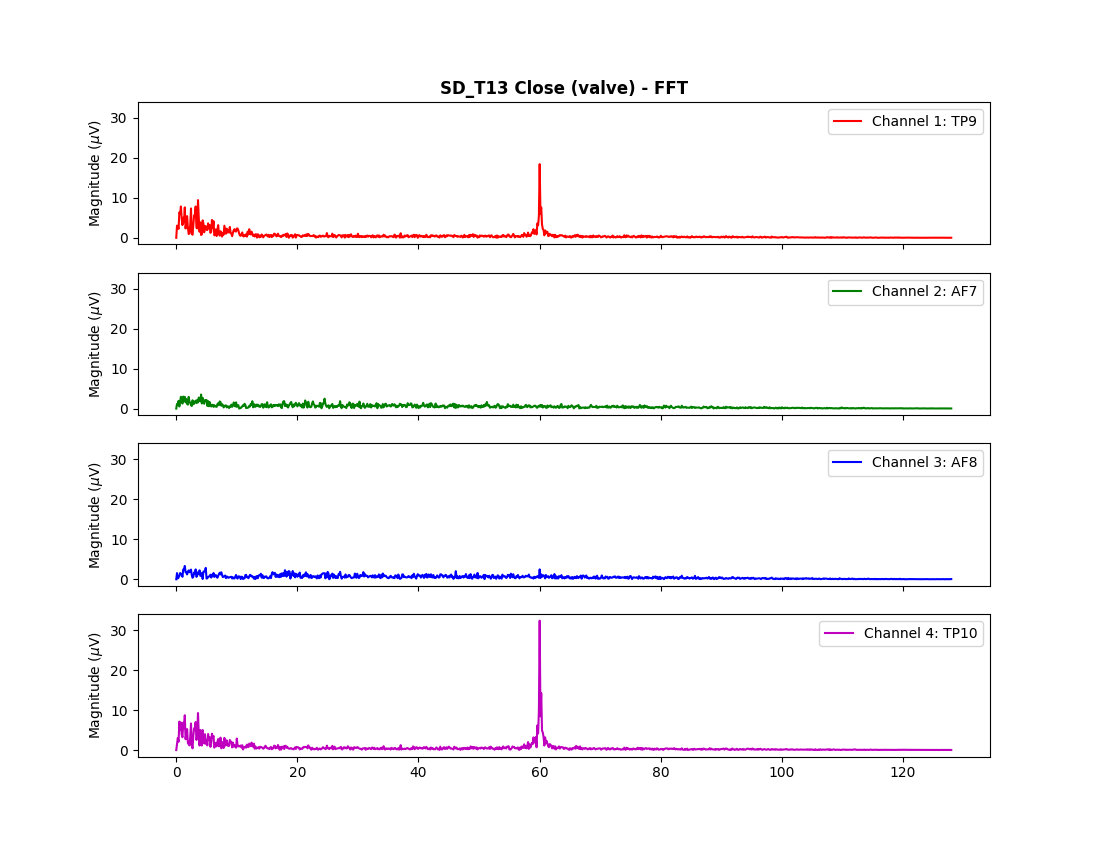 SD_T13 Close (valve) - FFT
Magnitude (μV)
30
20
10
0
Channel 1: TP9
Magnitude (μV)
30
20
10
0
Channel 2: AF7
Magnitude (μV)
30
20
10
0
Channel 3: AF8
Magnitude (μV)
30
20
10
0
Channel 4: TP10
0 20 40 60 80 100 120